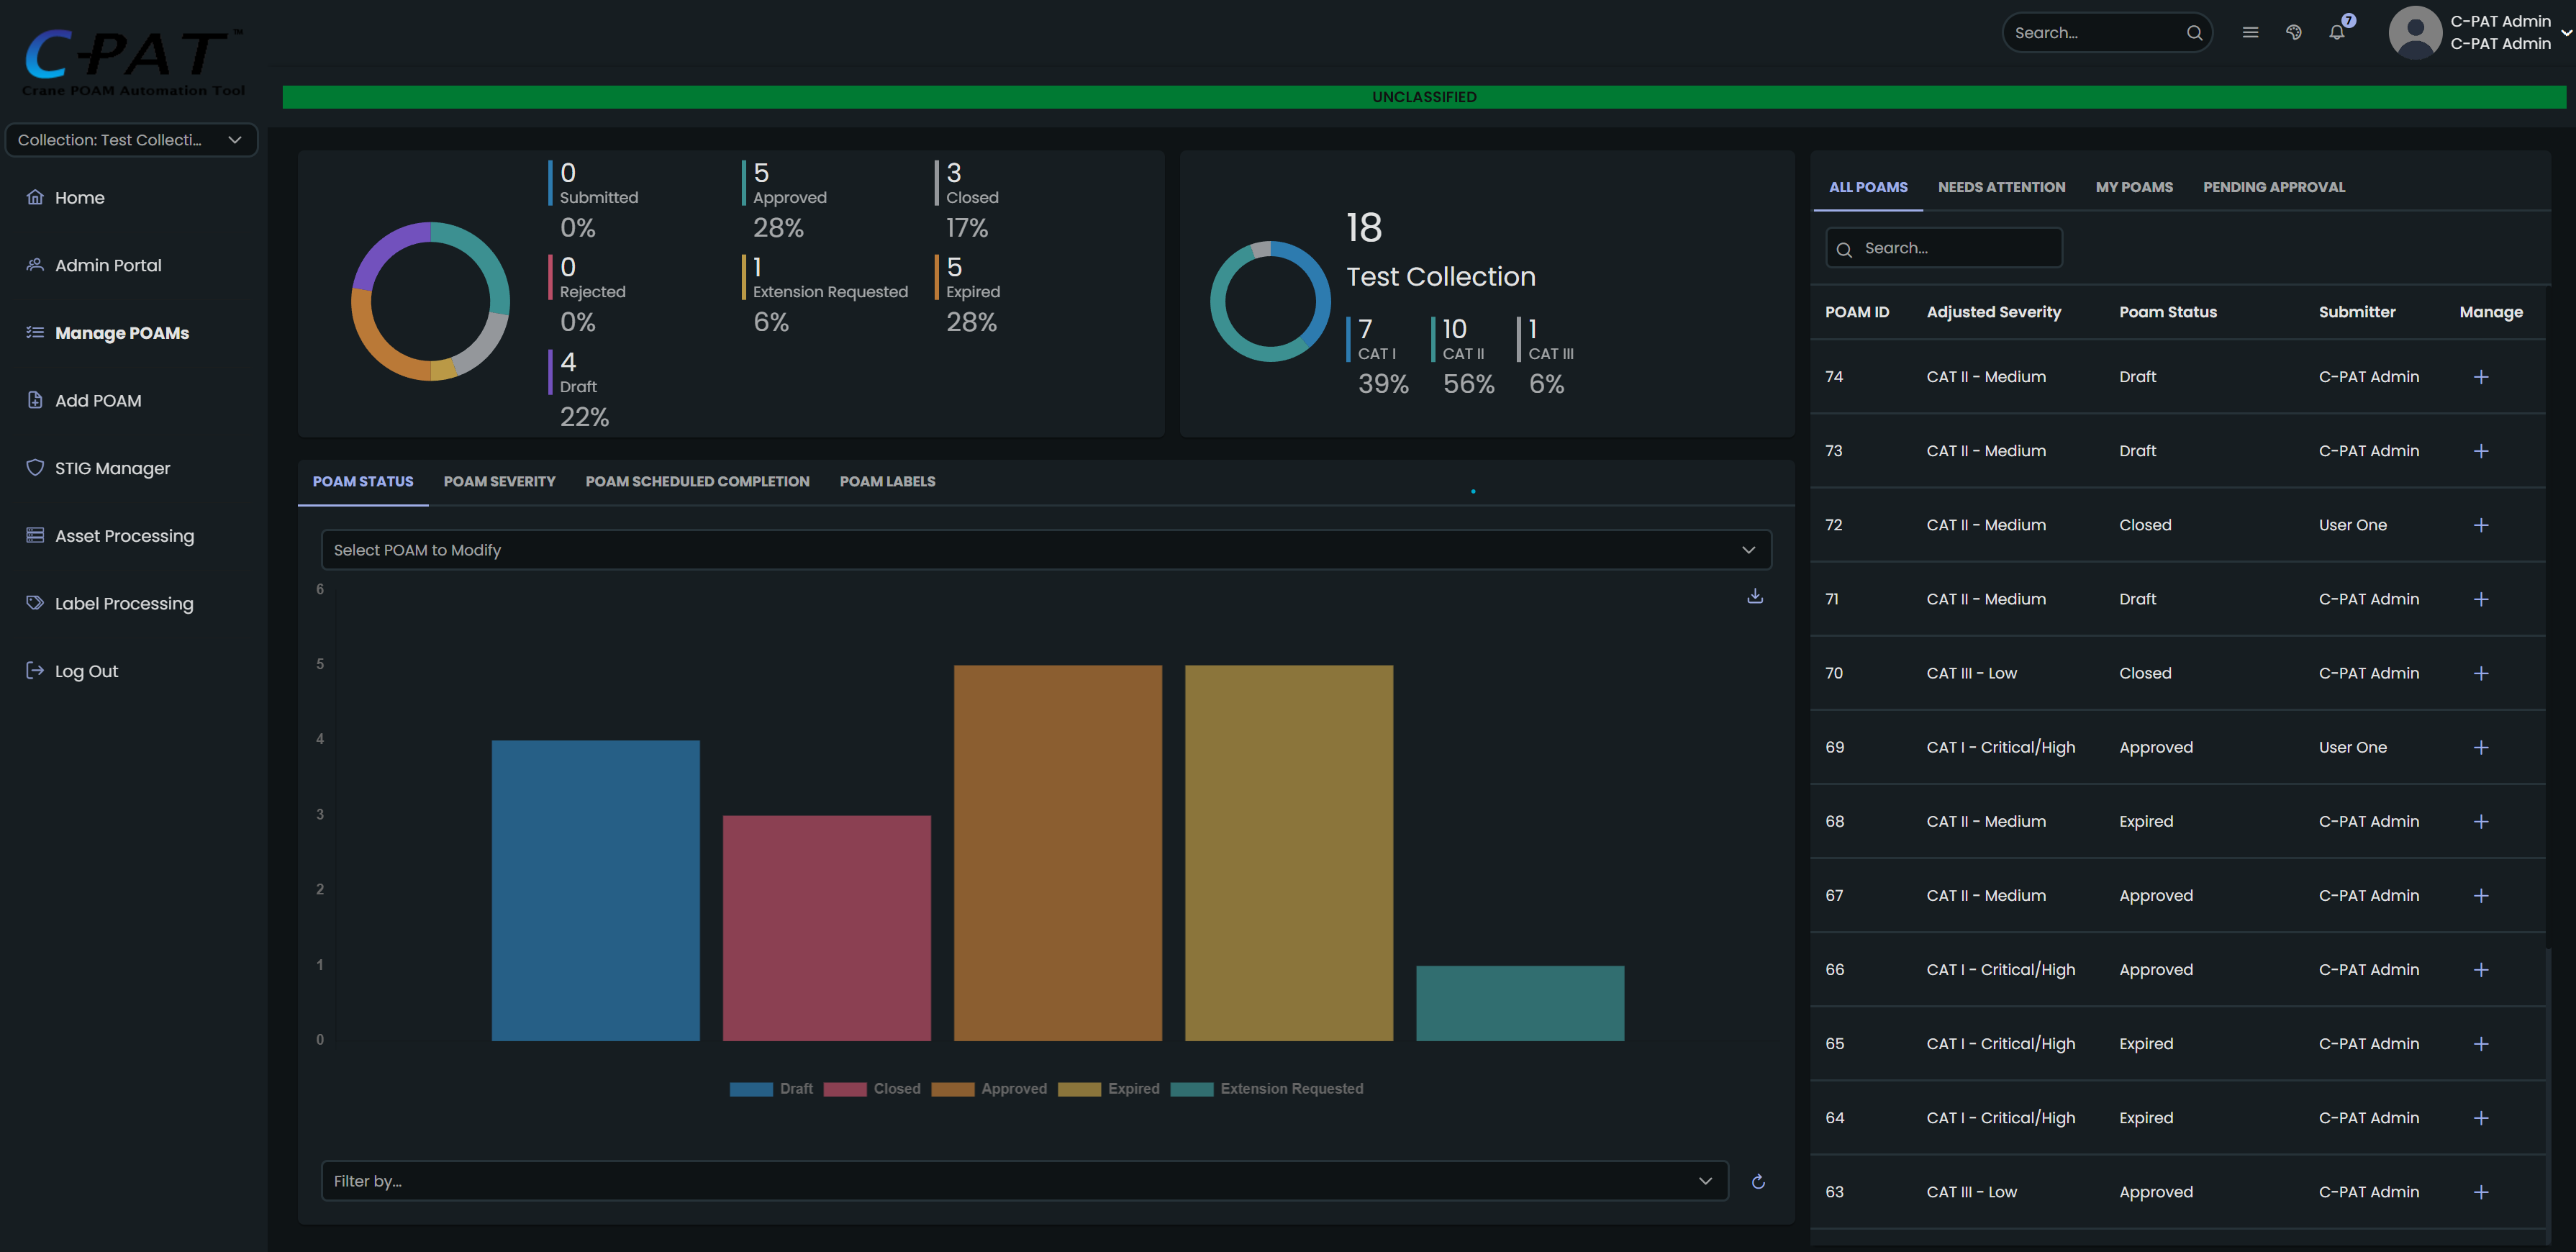 C-PAT™
Crane POAM Automation Tool
Search...
7
C-PAT Admin
C-PAT Admin
UNCLASSIFIED
Collection: Test Collecti...
Home
Admin Portal
Manage POAMs
Add POAM
STIG Manager
Asset Processing
Label Processing
Log Out
0
Submitted
0%
5
Approved
28%
3
Closed
17%
0
Rejected
0%
1
Extension Requested
6%
5
Expired
28%
4
Draft
22%
18
Test Collection
7
CAT I
39%
10
CAT II
56%
1
CAT III
6%
POAM STATUS POAM SEVERITY POAM SCHEDULED COMPLETION POAM LABELS
Select POAM to Modify
6
5
4
3
2
1
0
Draft Closed Approved Expired Extension Requested
Filter by...
ALL POAMS NEEDS ATTENTION MY POAMS PENDING APPROVAL
Search...
POAM ID Adjusted Severity Poam Status Submitter Manage
74 CAT II - Medium Draft C-PAT Admin
73 CAT II - Medium Draft C-PAT Admin
72 CAT II - Medium Closed User One
71 CAT II - Medium Draft C-PAT Admin
70 CAT III - Low Closed C-PAT Admin
69 CAT I - Critical/High Approved User One
68 CAT II - Medium Expired C-PAT Admin
67 CAT II - Medium Approved C-PAT Admin
66 CAT I - Critical/High Approved C-PAT Admin
65 CAT I - Critical/High Expired C-PAT Admin
64 CAT I - Critical/High Expired C-PAT Admin
63 CAT III - Low Approved C-PAT Admin